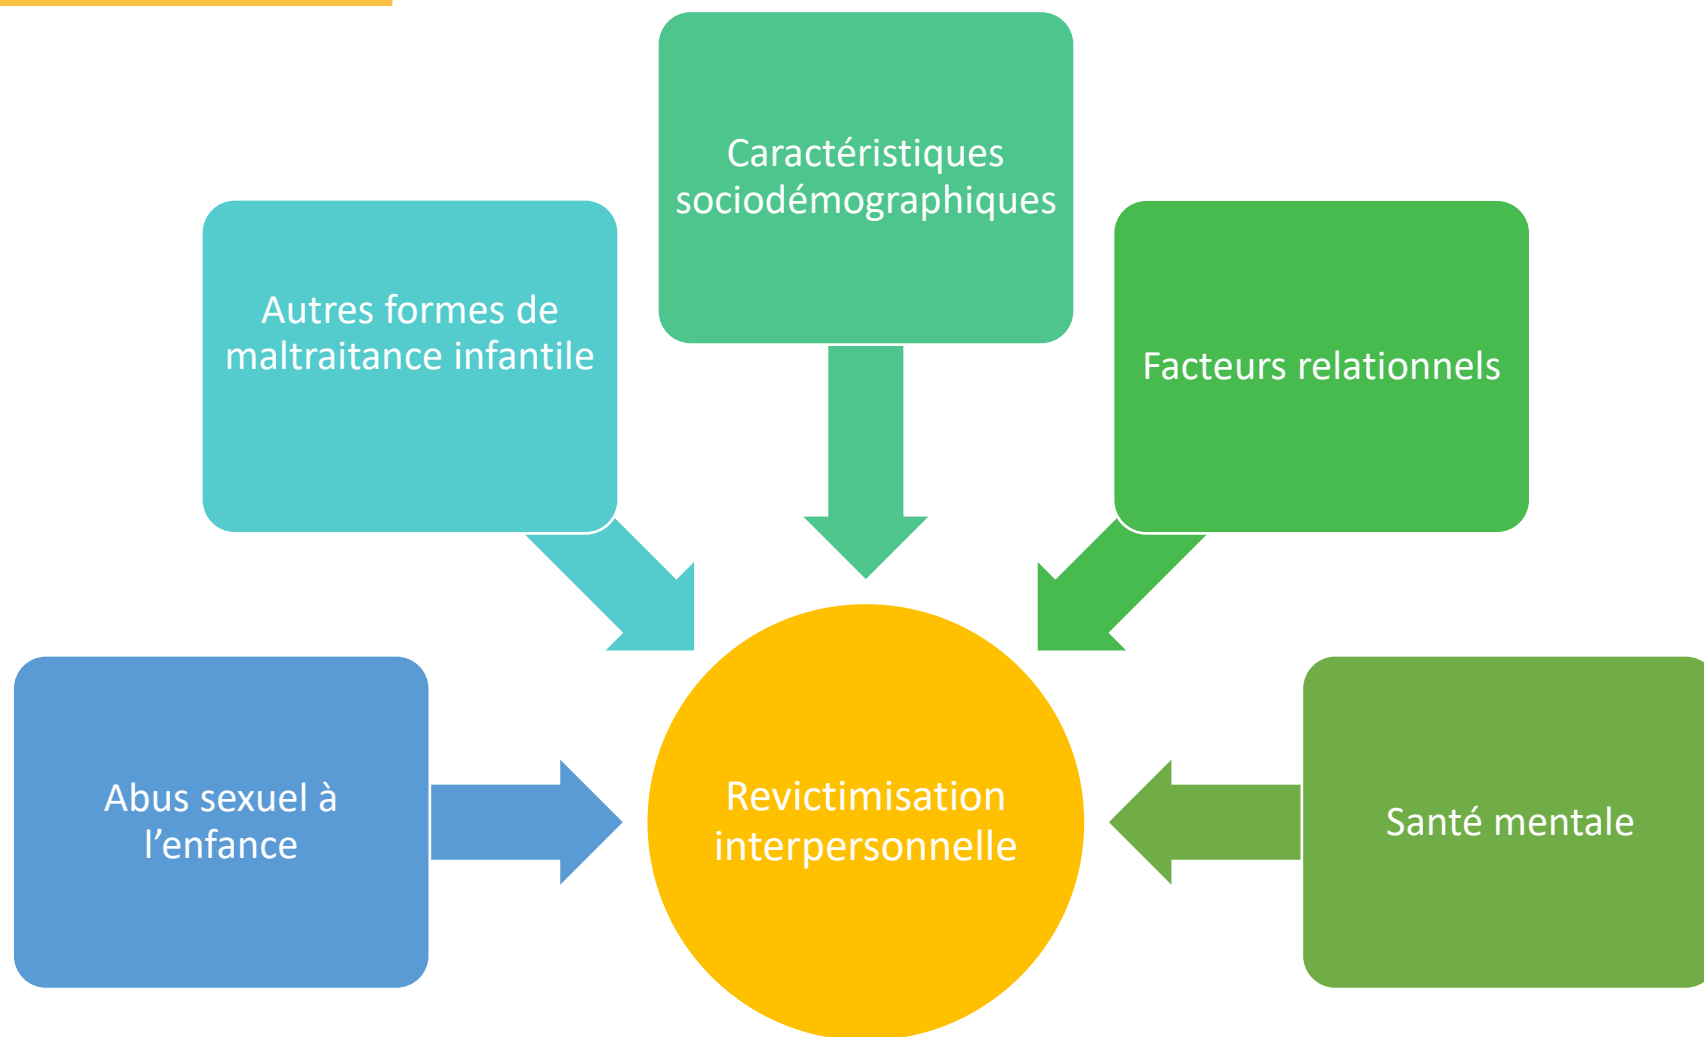 Caractéristiques
sociodémographiques
Autres formes de
maltraitance infantile
Facteurs relationnels
Abus sexuel à
l’enfance
Revictimisation
interpersonnelle
Santé mentale